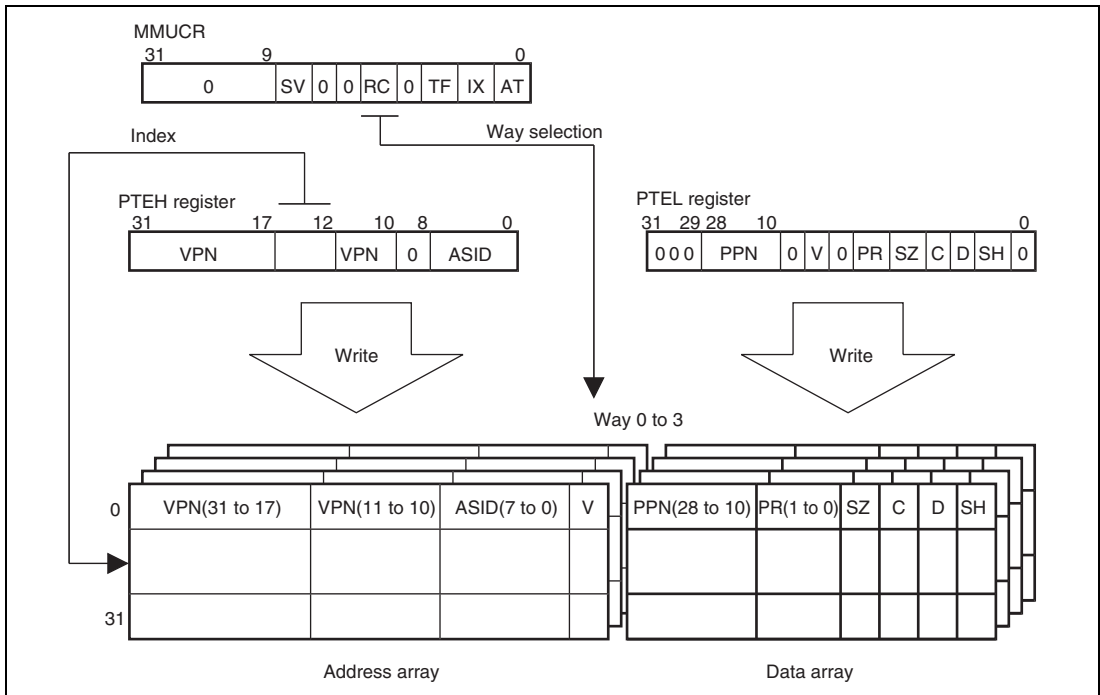 MMUCR
31 9 0
0 SV 0 0 RC 0 TF IX AT
Index
Way selection
PTEH register
31 17 12 10 8 0
VPN VPN 0 ASID
PTEL register
31 29 28 10 0
0 0 0 PPN 0 V 0 PR SZ C D SH 0
Write
Write
Way 0 to 3
0 VPN(31 to 17) VPN(11 to 10) ASID(7 to 0) V PPN(28 to 10) PR(1 to 0) SZ C D SH
31
Address array
Data array